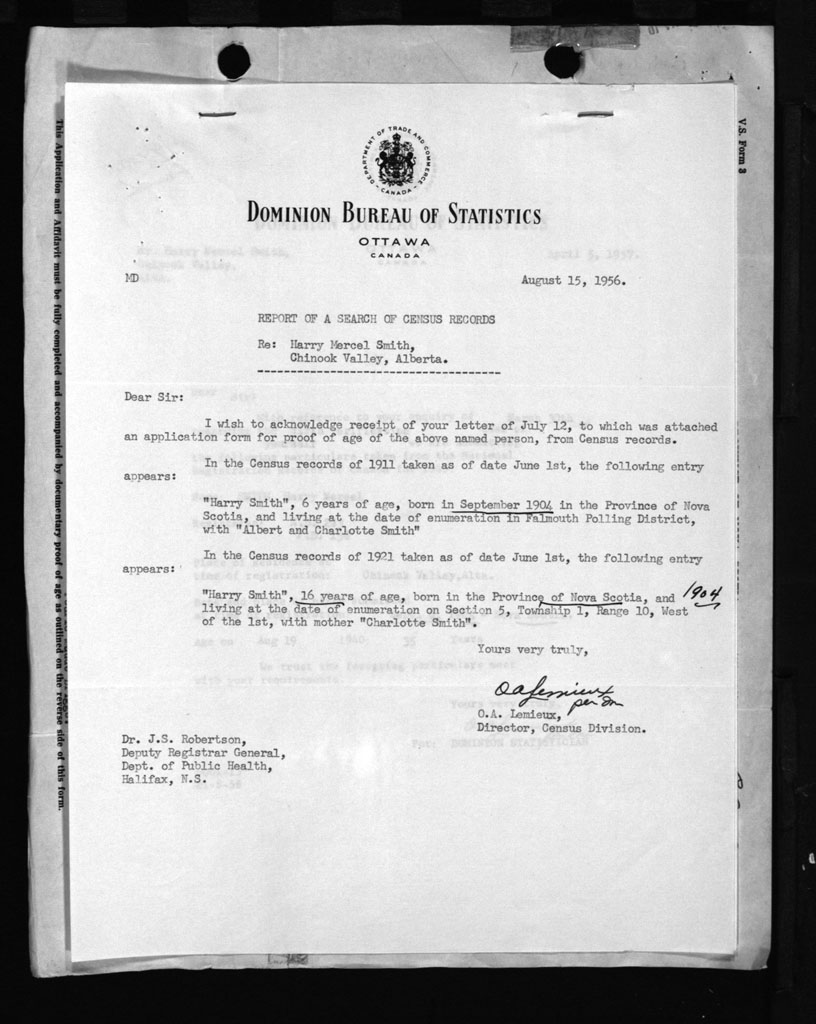 DEPARTMENT OF TRADE AND COMMERCE
CANADA
DOMINION BUREAU OF STATISTICS
OTTAWA
CANADA
MD
August 15, 1956.
REPORT OF A SEARCH OF CENSUS RECORDS
Re: Harry Mercel Smith,
Chinook Valley, Alberta.
Dear Sir:
I wish to acknowledge receipt of your letter of July 12, to which was attached
an application form for proof of age of the above named person, from Census records.
In the Census records of 1911 taken as of date June 1st, the following entry
appears:
"Harry Smith", 6 years of age, born in September 1904 in the Province of Nova
Scotia, and living at the date of enumeration in Falmouth Polling District,
with "Albert and Charlotte Smith"
In the Census records of 1921 taken as of date June 1st, the following entry
appears:
"Harry Smith", 16 years of age, born in the Province of Nova Scotia, and 1904
living at the date of enumeration on Section 5, Township 1, Range 10, West
of the 1st, with mother "Charlotte Smith".
Yours very truly,
O A Lemieux
per
O.A. Lemieux,
Director, Census Division.
Dr. J.S. Robertson,
Deputy Registrar General,
Dept. of Public Health,
Halifax, N.S.
This Application and Affidavit must be fully completed and accompanied by documentary proof of age as outlined on the reverse side of this form.
V.S. Form 3